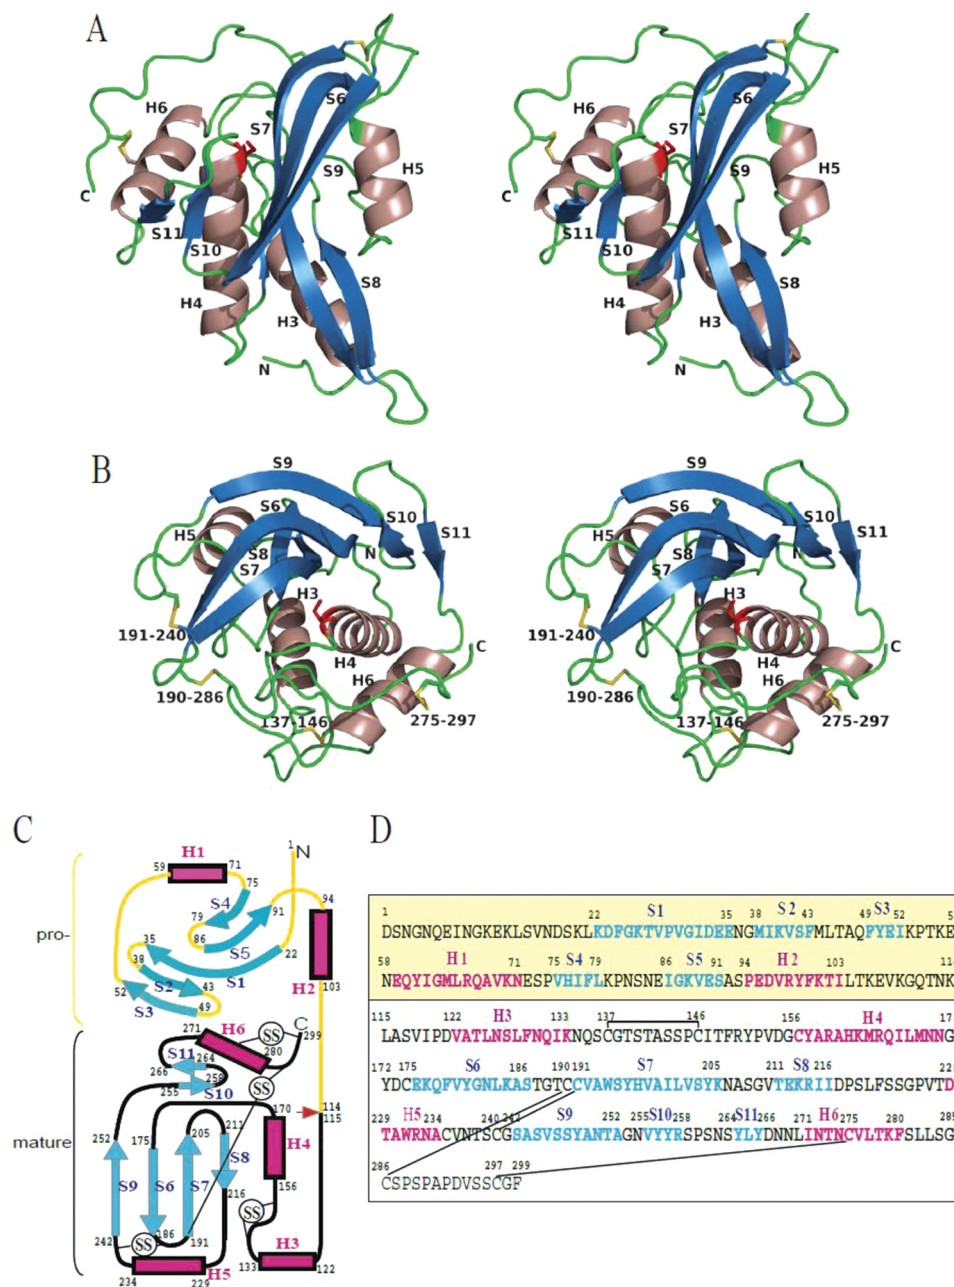 A
H6
S7
S6
H5
S9
C
S11
S10
H4
H3
S8
N
H6
S7
S6
H5
S9
C
S11
S10
H4
H3
S8
N
B
S9
S6
S10
S11
H5
S8
N
S7
H3
191-240
C
H4
190-286
H6
137-146
275-297
S9
S6
S10
S11
H5
S8
N
S7
H3
191-240
C
H4
190-286
H6
137-146
275-297
C
1 N
H1
59 71
75 94
S4
79 91
pro-
35 86 S5 22
38 S1
S2 43 H2
52 S3 49 103
C
271 H6 SS 299
S11 264 280
266 258 SS
255 S10 170 114
115
mature
252 175 205 211 H4
S8
S9 S6 S7 216 156
SS
186
242 SS 191 H3
234 H5 229 133 122
D
1 22 S1 35 38 S2 43 49 S3 52
DSNGNQEINGKEKLSVNDSKLKDFGKTVPVGIDEENGMIKVSFMLTAQFYEIKPTKE
58 H1 71 75 S4 79 86 S5 91 94 H2 103 114
NEQYIGMLRQAVKNESPVHIFLKPNSNEIGKVESASPEDVRYFKTILTKEVKGQTN
115 122 H3 133 137 146 156 H4
LASVIPDVATLNSLFNQIKNQSCGTSTASSPCITFRYPVDGCYARAHKMRQILMNNG
172 S6 190 191 S7 205 211 S8 216
YDCEKQFVYGNLKASTGTCCVAWSYHVAILVSYKNASGVTEKRIIDPSLFSSGPVTD
229 H5 234 240 242 S9 255 S10 258 S11 266 271 H6 275 280 285
TAWRNACVNTSCGSASVSSYANTAGNVYYRSPSNSYLYDNNLINTNCVLTKFSLLSG
286 297 299
CSPSPAPDVSSCGF